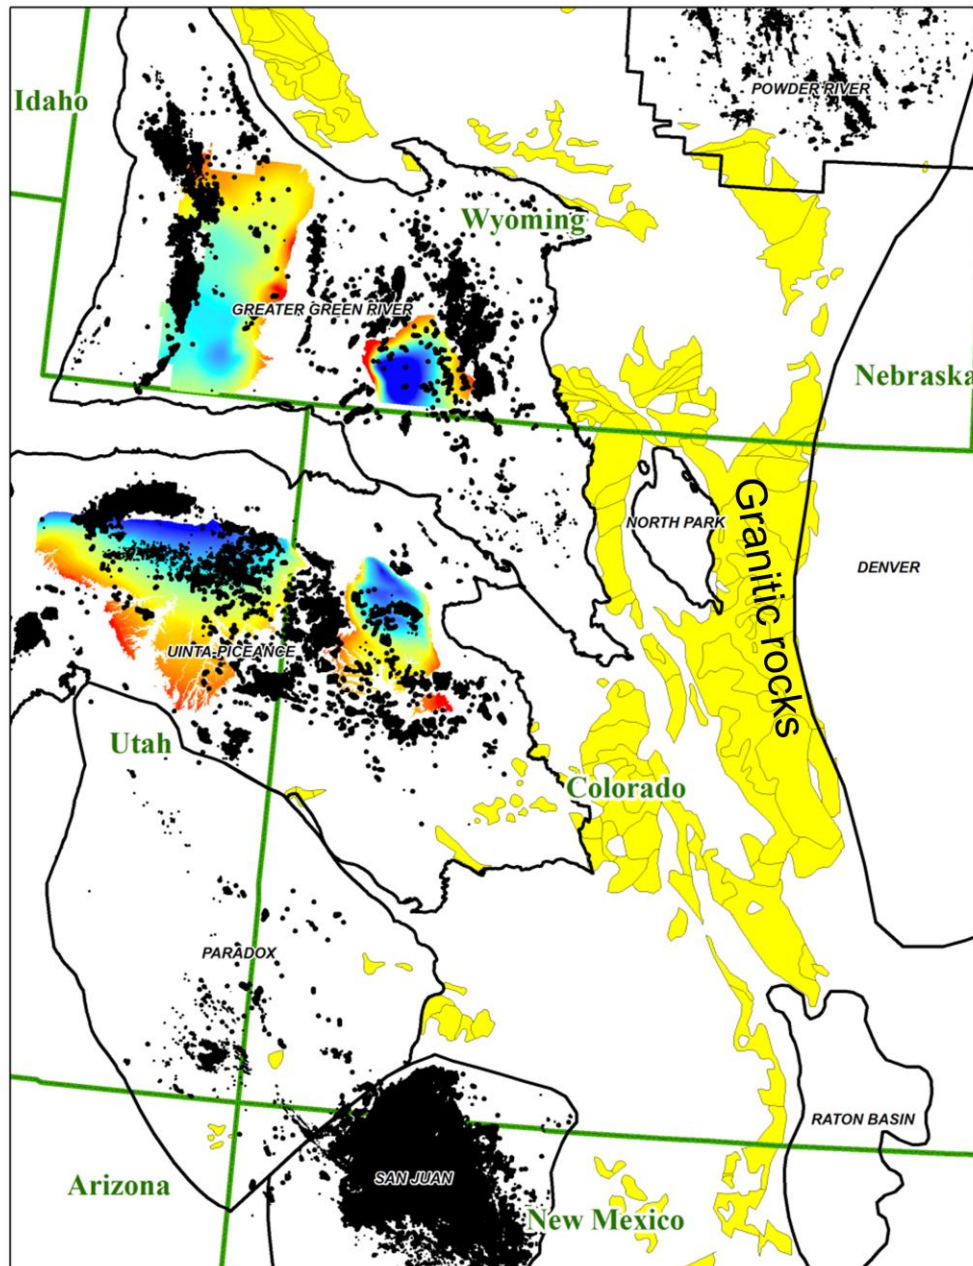 POWDER RIVER
Idaho
Wyoming
GREATER GREEN RIVER
Nebraska
Granitic rocks
NORTH PARK
DENVER
UINTA-PICEANCE
Utah
Colorado
PARADOX
RATON BASIN
Arizona
SAN JUAN
New Mexico